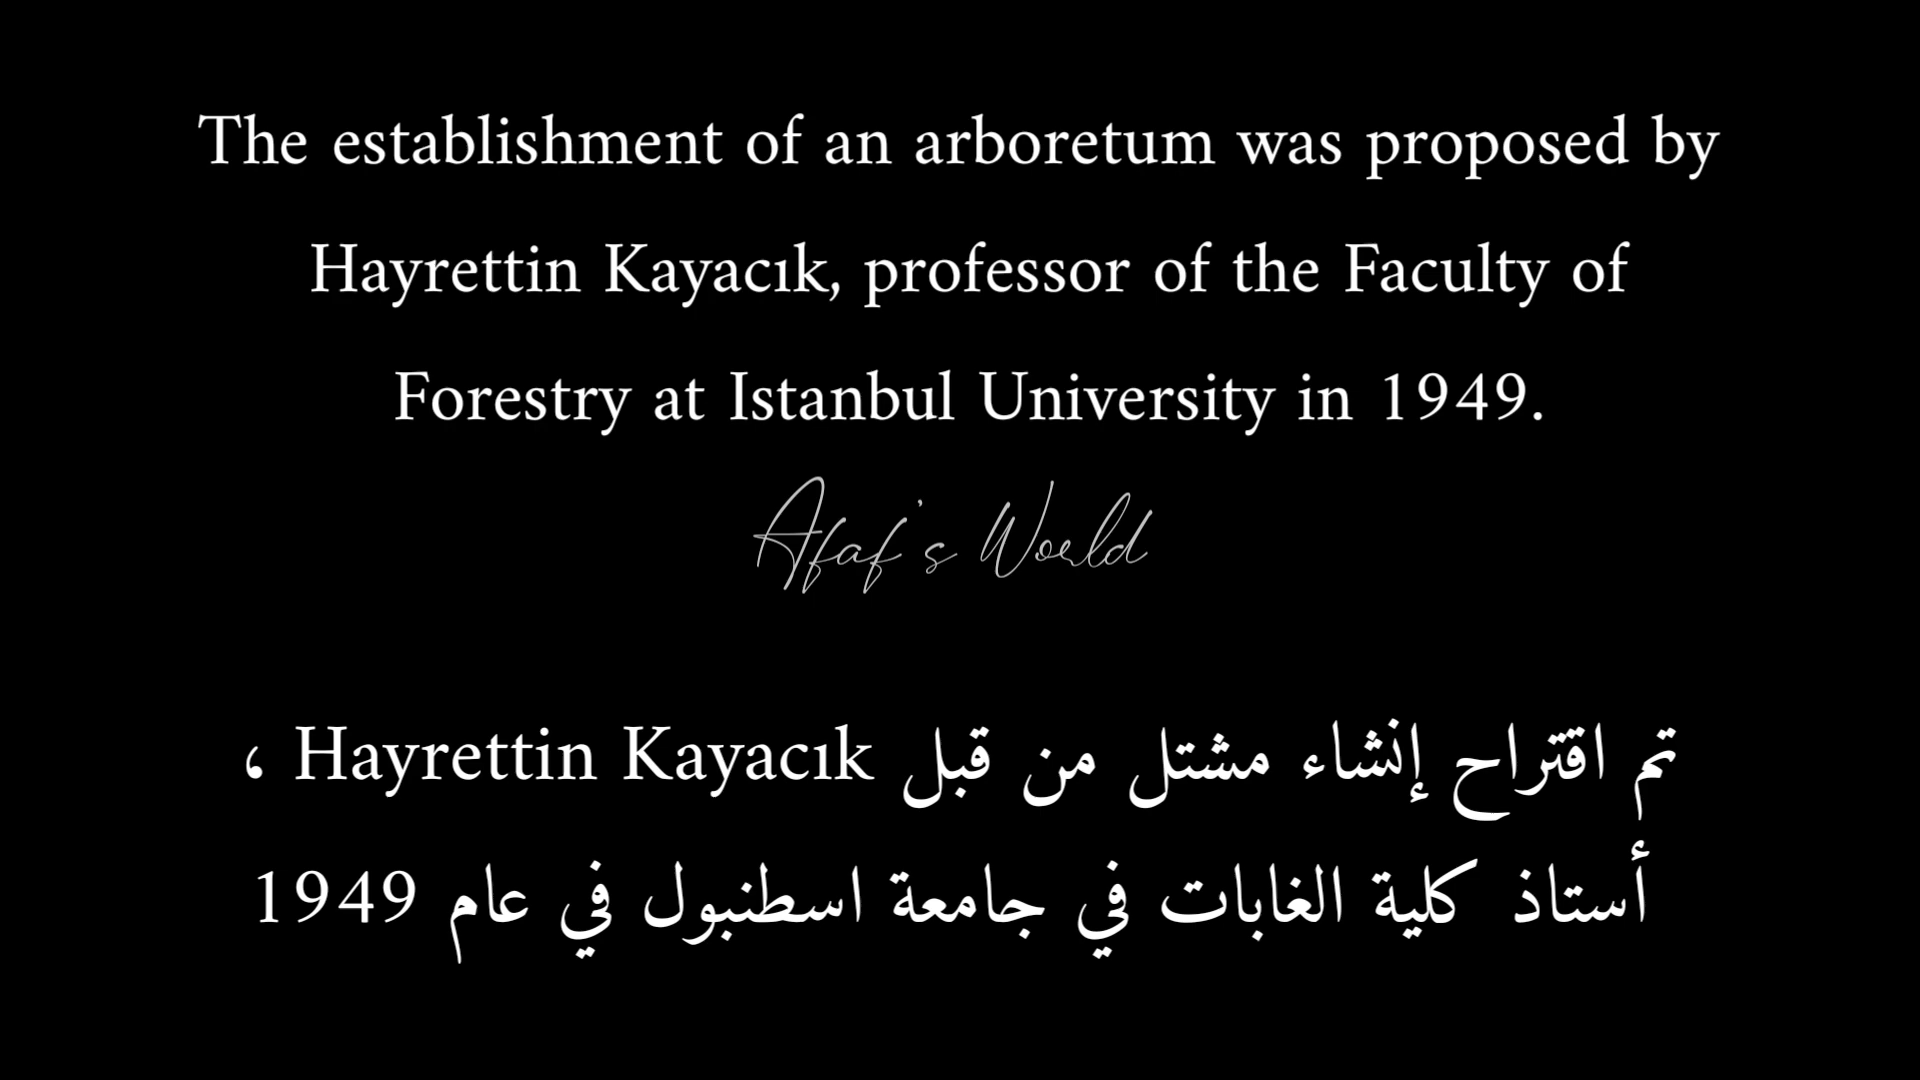 The establishment of an arboretum was proposed by
Hayrettin Kayacık, professor of the Faculty of
Forestry at Istanbul University in 1949.
Afaf's World
تم اقتراح إنشاء مشتل من قبل Hayrettin Kayacık ،
أستاذ كلية الغابات في جامعة اسطنبول في عام 1949